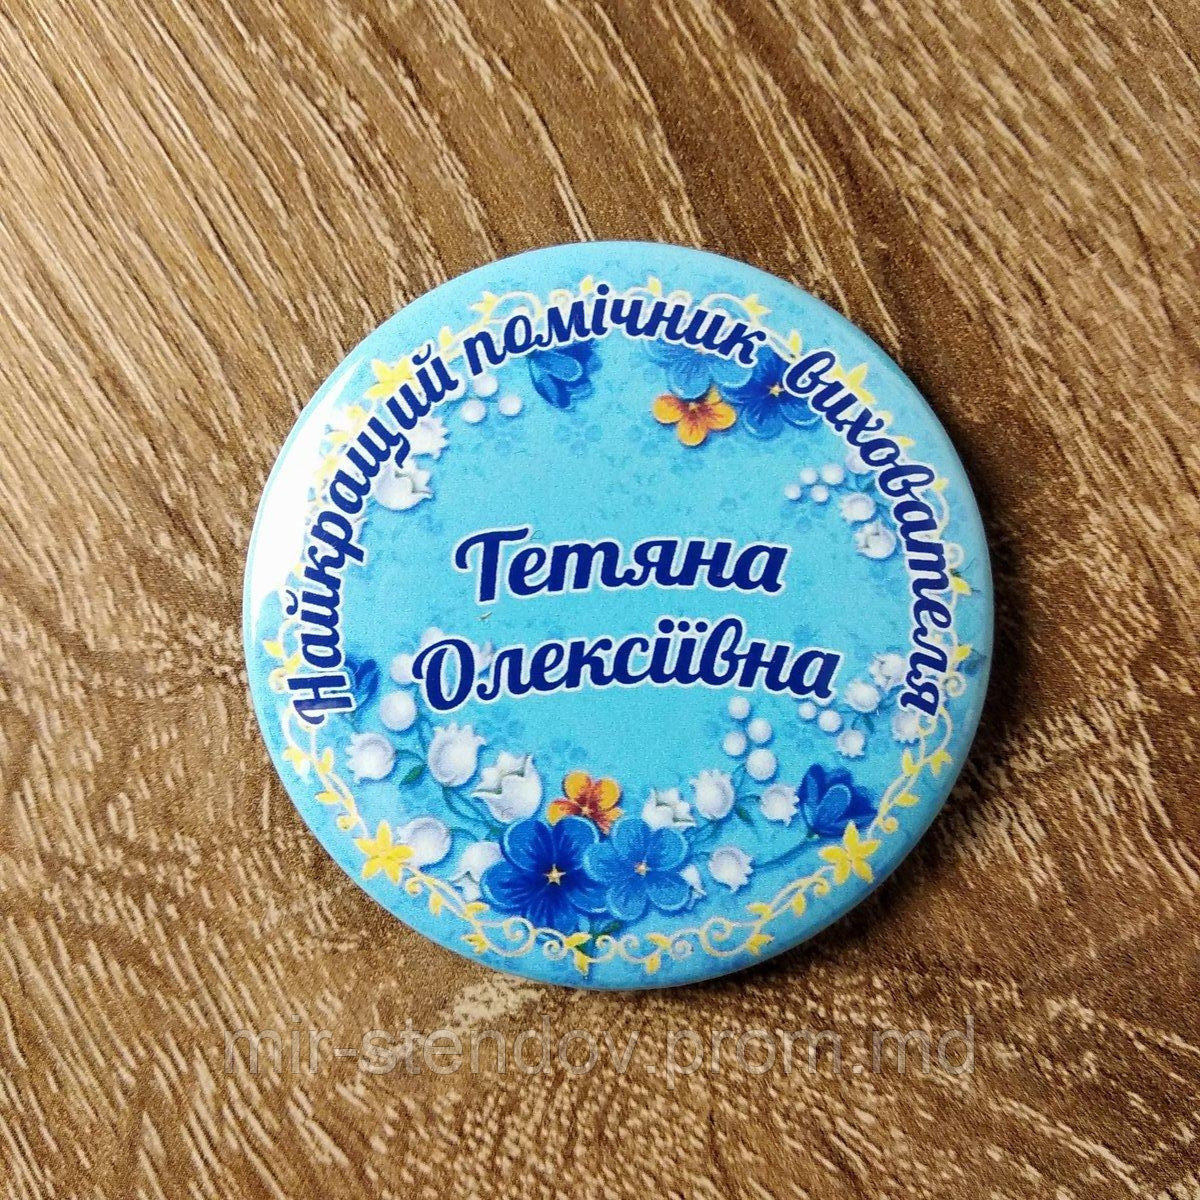 Найкращий помічник вихователя
Тетяна
Олексіївна
mir-stendov.prom.md